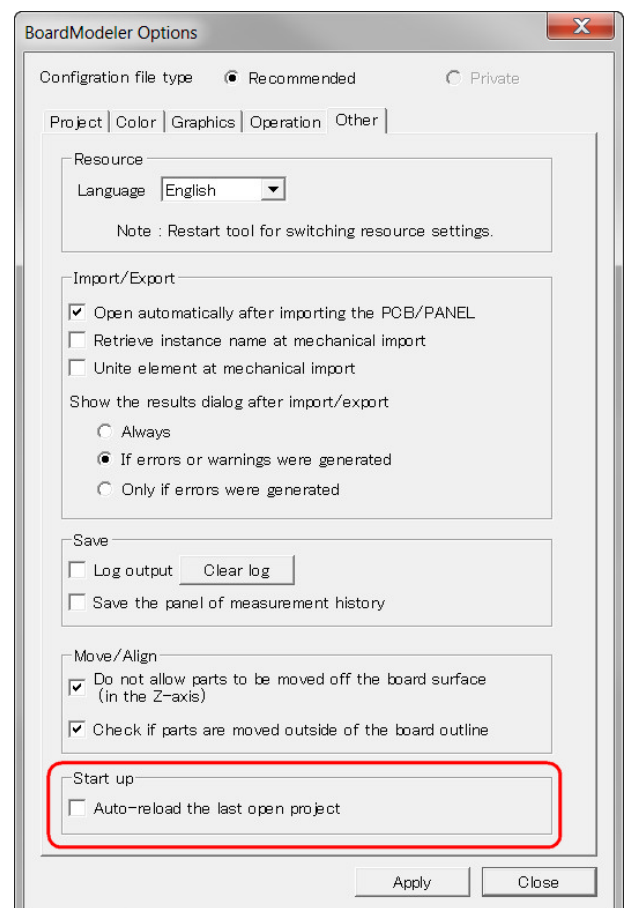 BoardModeler Options
X
Configration file type Recommended Private
Project Color Graphics Operation Other
Resource
Language English
Note : Restart tool for switching resource settings.
Import/Export
Open automatically after importing the PCB/PANEL
Retrieve instance name at mechanical import
Unite element at mechanical import
Show the results dialog after import/export
Always
If errors or warnings were generated
Only if errors were generated
Save
Log output Clear log
Save the panel of measurement history
Move/Align
Do not allow parts to be moved off the board surface
(in the Z-axis)
Check if parts are moved outside of the board outline
Start up
Auto-reload the last open project
Apply Close